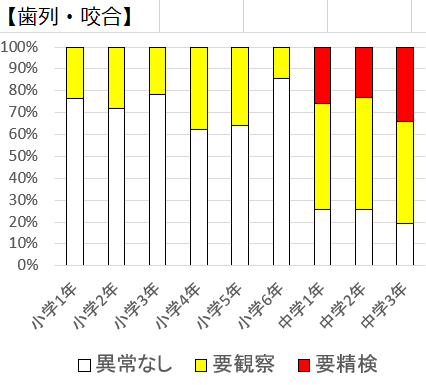 【歯列・咬合】
100%
90%
80%
70%
60%
50%
40%
30%
20%
10%
0%
小学1年
小学2年
小学3年
小学4年
小学5年
小学6年
中学1年
中学2年
中学3年
異常なし 要観察 要精検